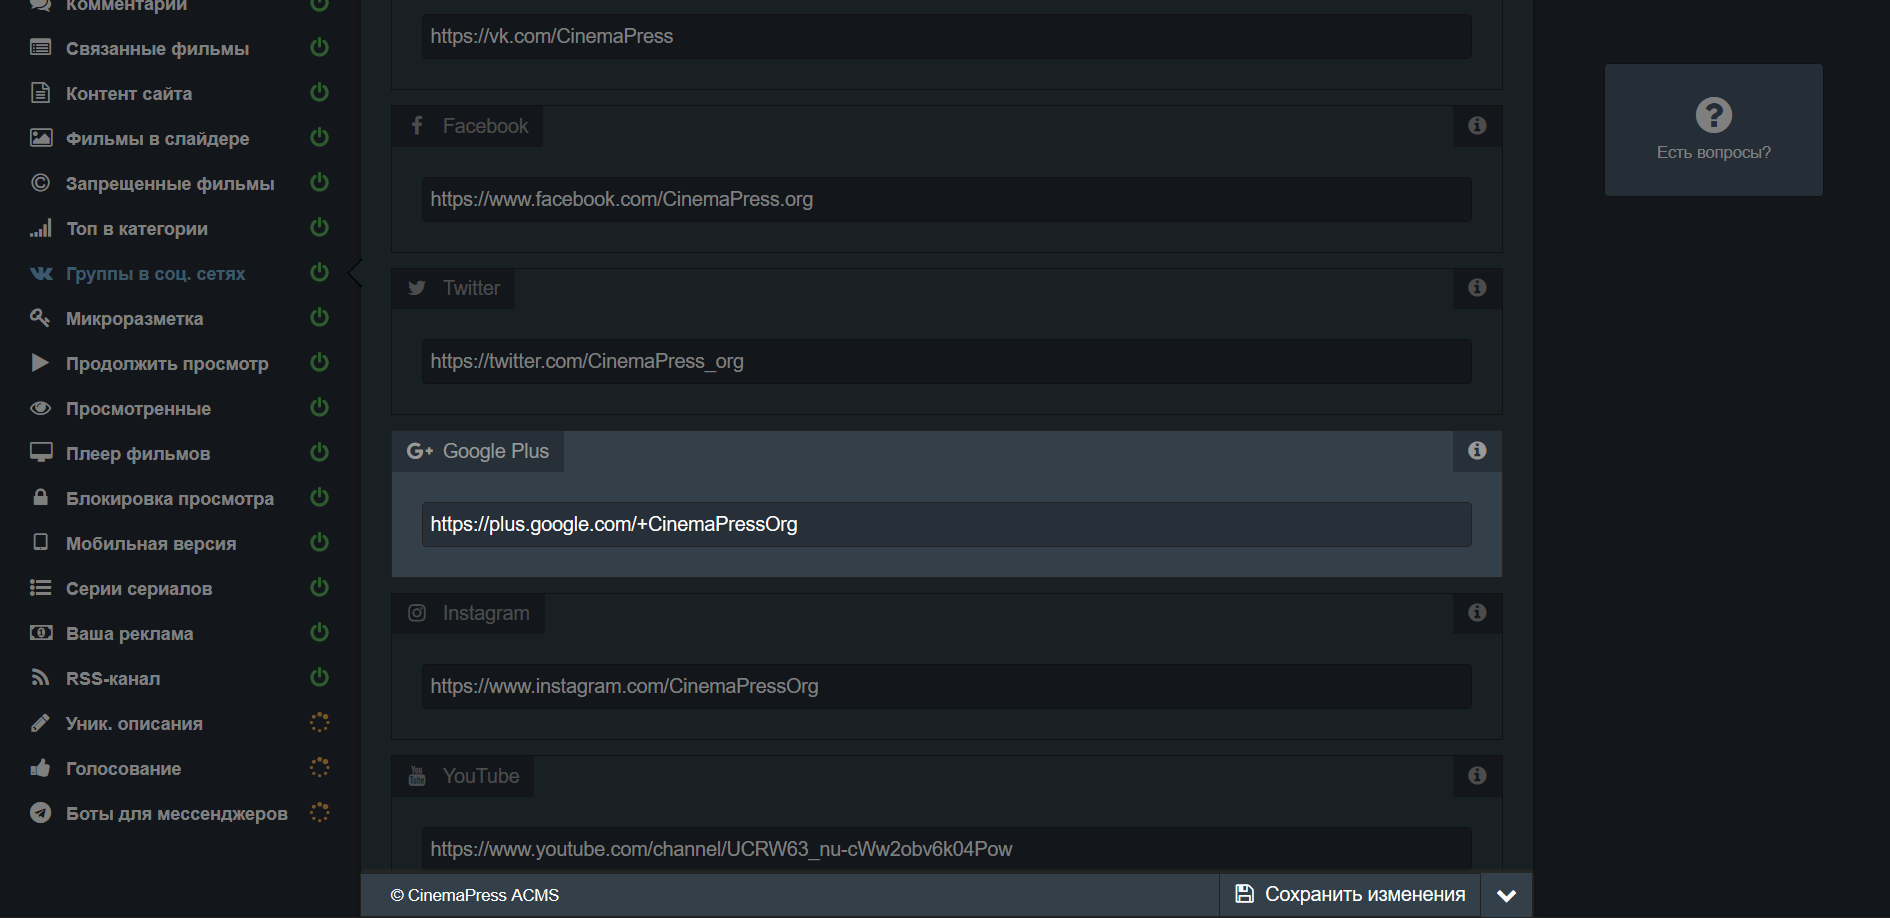 Комментарии
Связанные фильмы
Контент сайта
Фильмы в слайдере
Запрещенные фильмы
Топ в категории
Группы в соц. сетях
Микроразметка
Продолжить просмотр
Просмотренные
Плеер фильмов
Блокировка просмотра
Мобильная версия
Серии сериалов
Ваша реклама
RSS-канал
Уник. описания
Голосование
Боты для мессенджеров
https://vk.com/CinemaPress
Facebook
https://www.facebook.com/CinemaPress.org
Twitter
https://twitter.com/CinemaPress_org
G+ Google Plus
https://plus.google.com/+CinemaPressOrg
Instagram
https://www.instagram.com/CinemaPressOrg
YouTube
https://www.youtube.com/channel/UCRW63_nu-cWw2obv6k04Pow
© CinemaPress ACMS
Сохранить изменения
Есть вопросы?